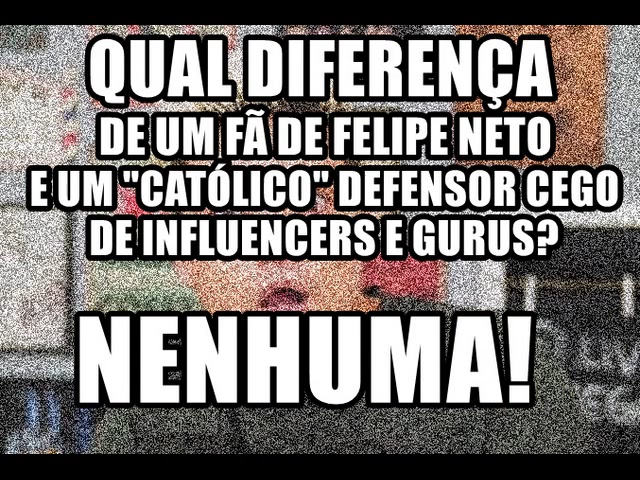 QUAL DIFERENÇA
DE UM FÃ DE FELIPE NETO
E UM "CATÓLICO" DEFENSOR CEGO
DE INFLUENCERS E GURUS?
NENHUMA!